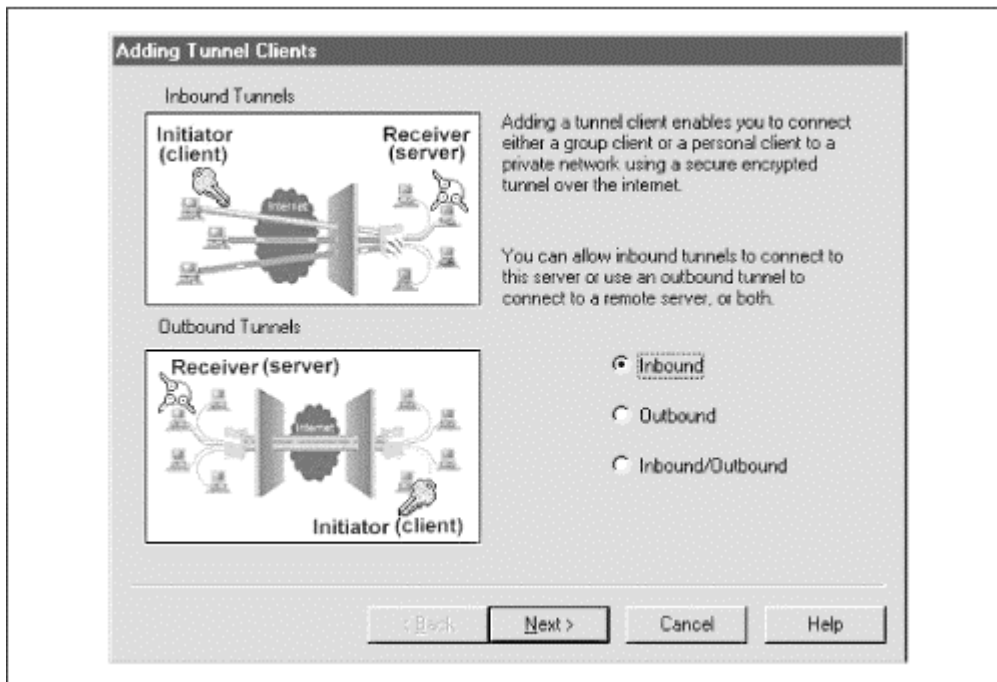 Adding Tunnel Clients
Inbound Tunnels
Initiator
(client)
Receiver
(server)
Internet
Adding a tunnel client enables you to connect
either a group client or a personal client to a
private network using a secure encrypted
tunnel over the internet.
You can allow inbound tunnels to connect to
this server or use an outbound tunnel to
connect to a remote server, or both.
Outbound Tunnels
Receiver (server)
Internet
Initiator (client)
Inbound
Outbound
Inbound/Outbound
< Back
Next >
Cancel
Help